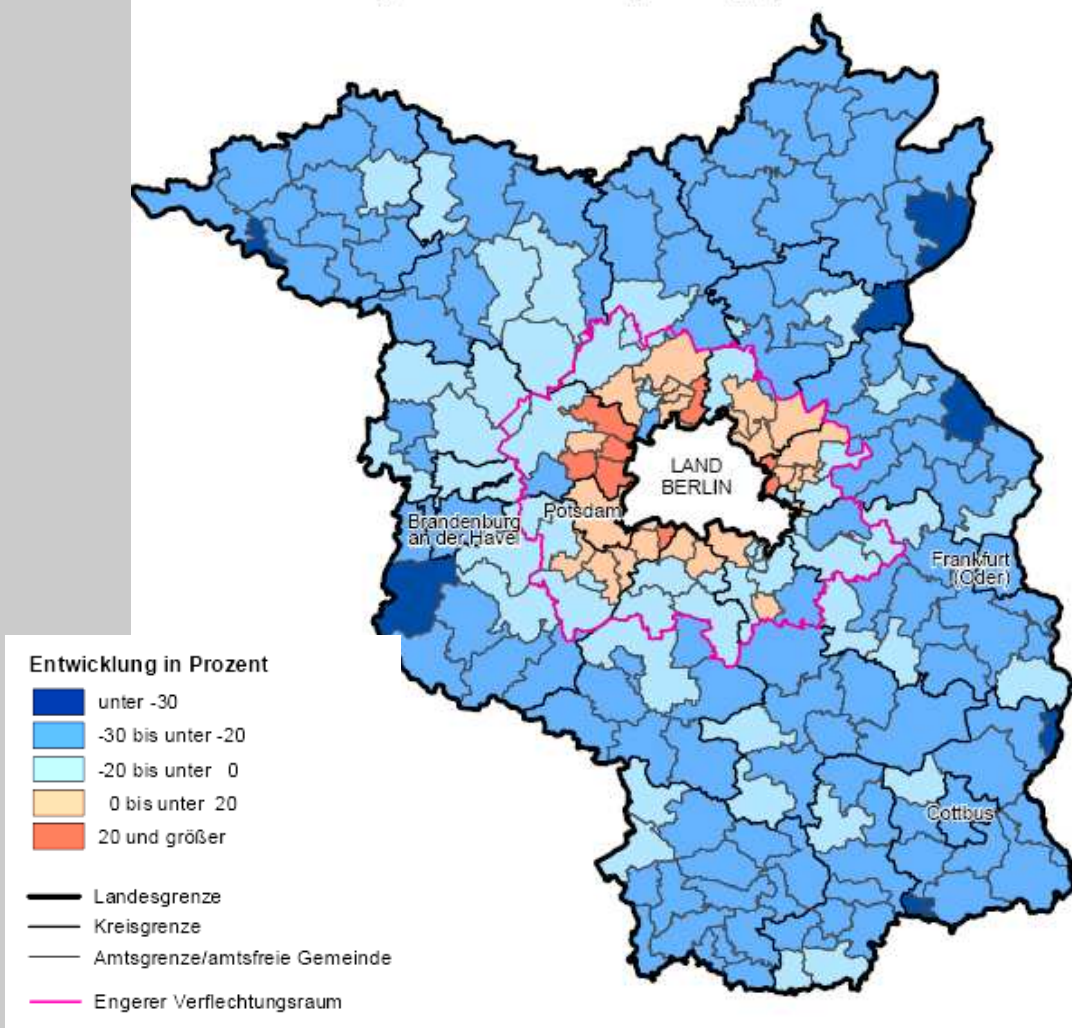 LAND
BERLIN
Potsdam
Brandenburg
an der Havel
Frankfurt
(Oder)
Cottbus
Entwicklung in Prozent
unter -30
-30 bis unter -20
-20 bis unter 0
0 bis unter 20
20 und größer
Landesgrenze
Kreisgrenze
Amtsgrenze/amtsfreie Gemeinde
Engerer Verflechtungsraum